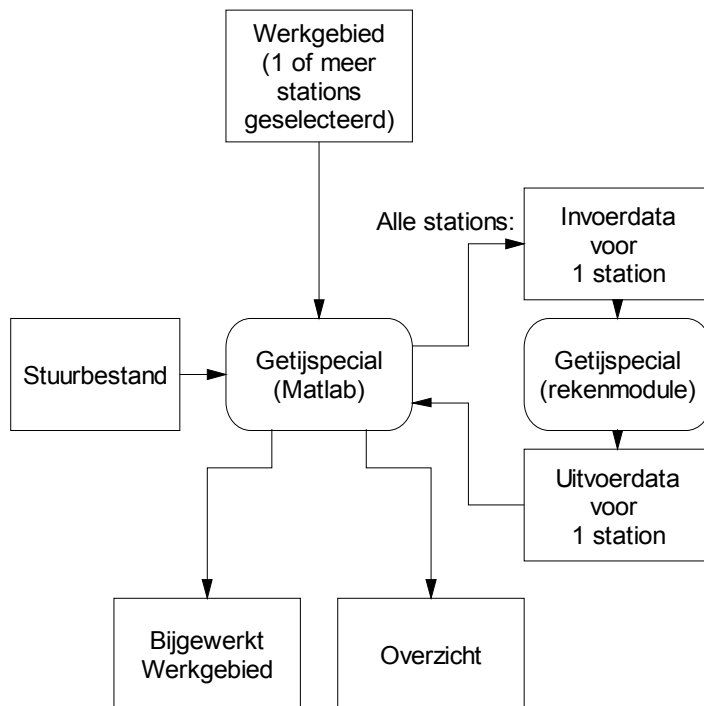 Werkgebied
(1 of meer
stations
geselecteerd)
Alle stations:
Invoerdata
voor
1 station
Stuurbestand
Getijspecial
(Matlab)
Getijspecial
(rekenmodule)
Uitvoerdata
voor
1 station
Bijgewerkt
Werkgebied
Overzicht